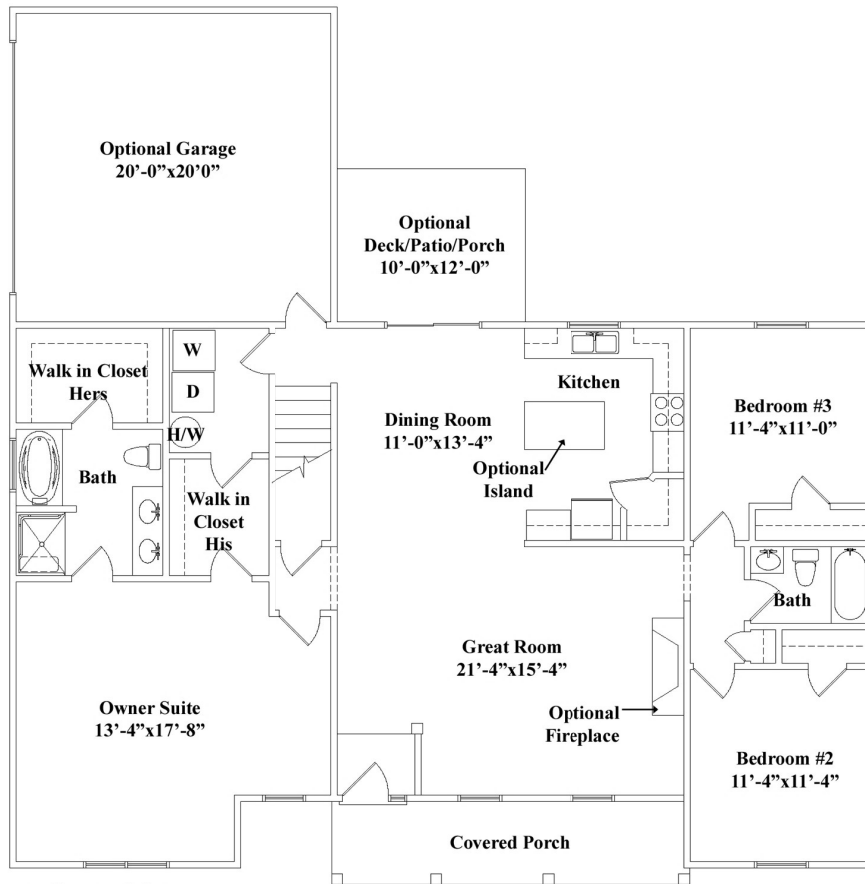 Optional Garage
20’-0”x20’0”
Optional
Deck/Patio/Porch
10’-0”x12’-0”
Walk in Closet
Hers
W
D
H/W
Bath
Walk in
Closet
His
Dining Room
11’-0”x13’-4”
Kitchen
Optional
Island
Bedroom #3
11’-4”x11’-0”
Bath
Great Room
21’-4”x15’-4”
Optional
Fireplace
Owner Suite
13’-4”x17’-8”
Bedroom #2
11’-4”x11’-4”
Covered Porch